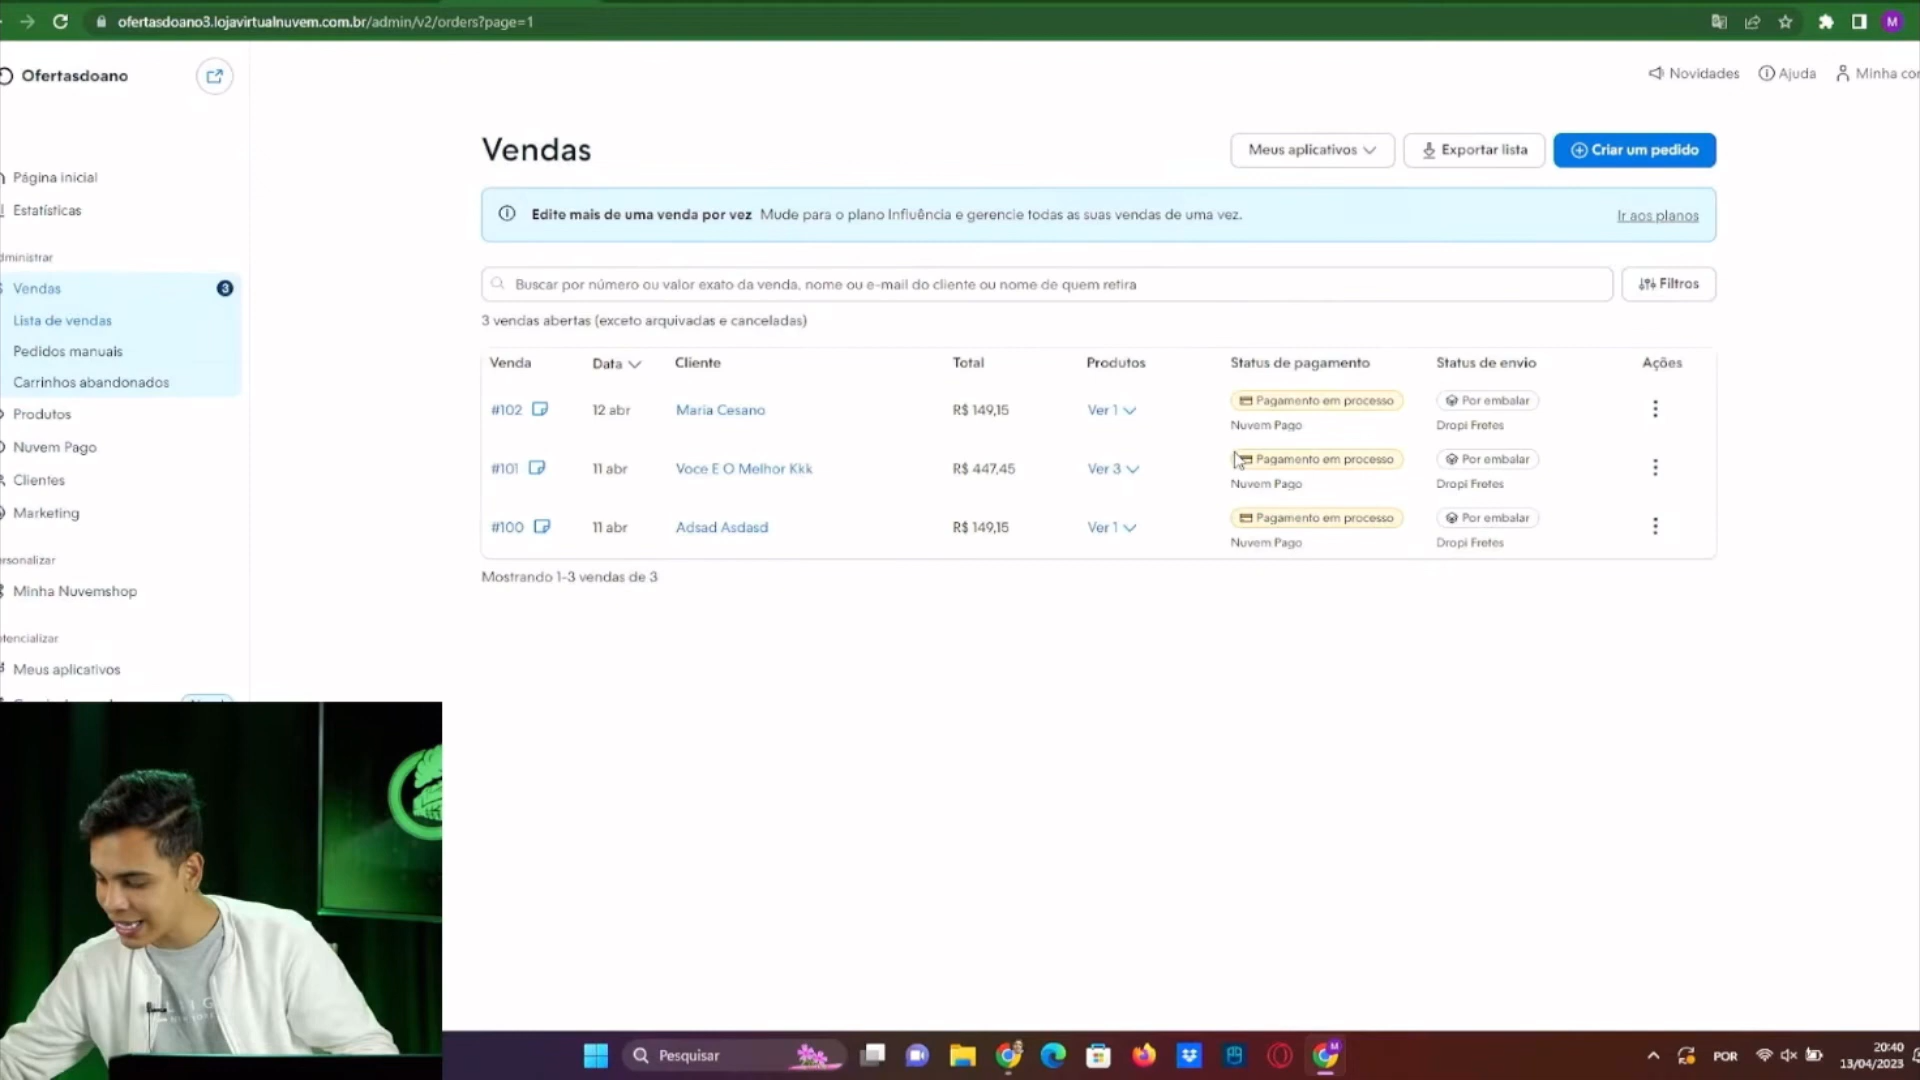 ofertasdoano3.lojavirtualnuvem.com.br/admin/v2/orders?page=1
M
Ofertasdoano
Novidades
Ajuda
Minha con
Página inicial
Estatísticas
dministrar
Vendas
3
Lista de vendas
Pedidos manuais
Carrinhos abandonados
Produtos
Nuvem Pago
Clientes
Marketing
ersonalizar
Minha Nuvemshop
otencializar
Meus aplicativos
Vendas
Meus aplicativos
Exportar lista
Criar um pedido
Edite mais de uma venda por vez Mude para o plano Influência e gerencie todas as suas vendas de uma vez.
Ir aos planos
Buscar por número ou valor exato da venda, nome ou e-mail do cliente ou nome de quem retira
Filtros
3 vendas abertas (exceto arquivadas e canceladas)
Venda Data Cliente Total Produtos Status de pagamento Status de envio Ações
#102 12 abr Maria Cesano R$ 149,15 Ver 1 Pagamento em processo Por embalar
Nuvem Pago Dropi Fretes
#101 11 abr Voce E O Melhor Kkk R$ 447,45 Ver 3 Pagamento em processo Por embalar
Nuvem Pago Dropi Fretes
#100 11 abr Adsad Asdasd R$ 149,15 Ver 1 Pagamento em processo Por embalar
Nuvem Pago Dropi Fretes
Mostrando 1-3 vendas de 3
Pesquisar
POR
20:40
13/04/2023